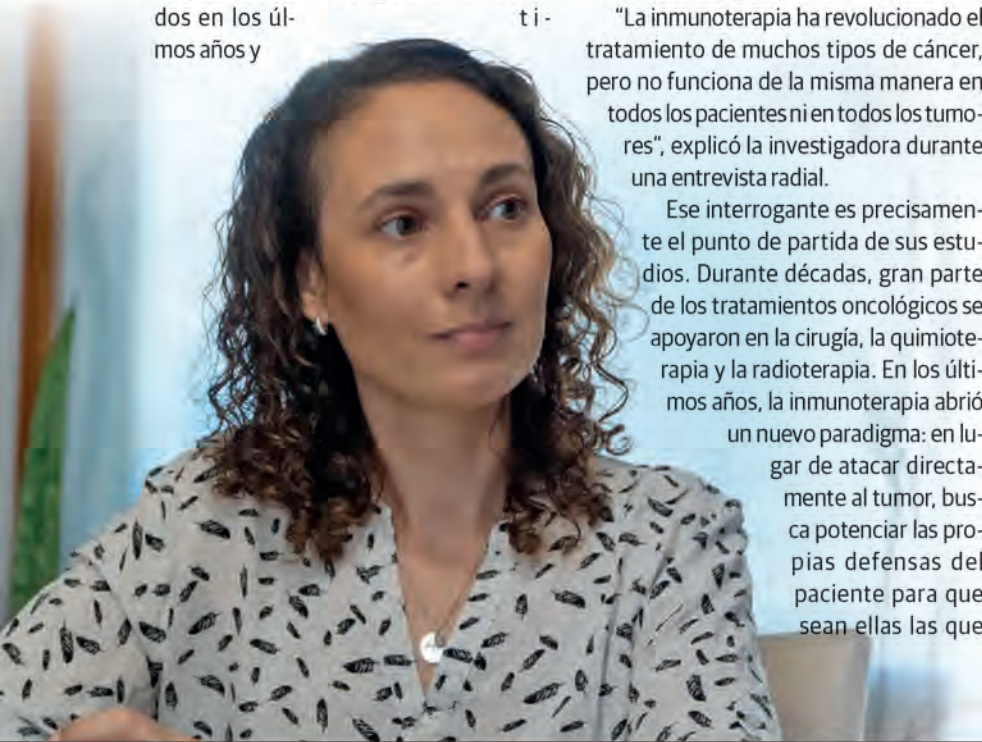 dos en los úl-
ti-
mos años y
“La inmunoterapia ha revolucionado el
tratamiento de muchos tipos de cáncer,
pero no funciona de la misma manera en
todos los pacientes ni en todos los tumo-
res”, explicó la investigadora durante
una entrevista radial.
Ese interrogante es precisamen-
te el punto de partida de sus estu-
dios. Durante décadas, gran parte
de los tratamientos oncológicos se
apoyaron en la cirugía, la quimiote-
rapia y la radioterapia. En los últi-
mos años, la inmunoterapia abrió
un nuevo paradigma: en lu-
gar de atacar directa-
mente al tumor, bus-
ca potenciar las pro-
pias defensas del
paciente para que
sean ellas las que